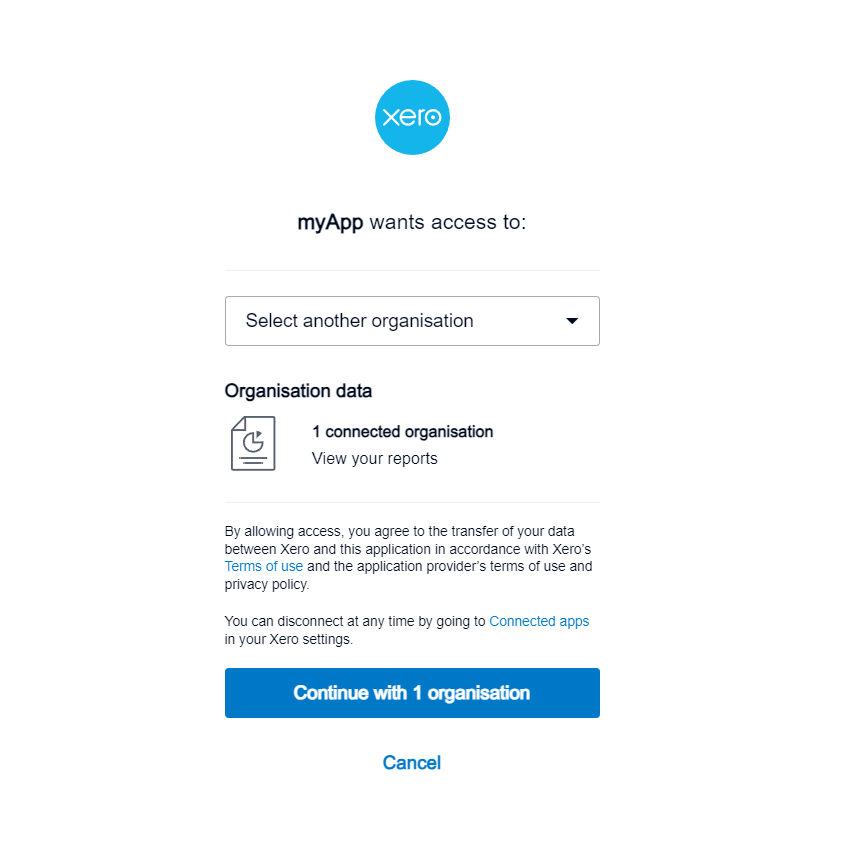 xero
myApp wants access to:
Select another organisation
Organisation data
1 connected organisation
View your reports
By allowing access, you agree to the transfer of your data
between Xero and this application in accordance with Xero’s
Terms of use and the application provider’s terms of use and
privacy policy.
You can disconnect at any time by going to Connected apps
in your Xero settings.
Continue with 1 organisation
Cancel